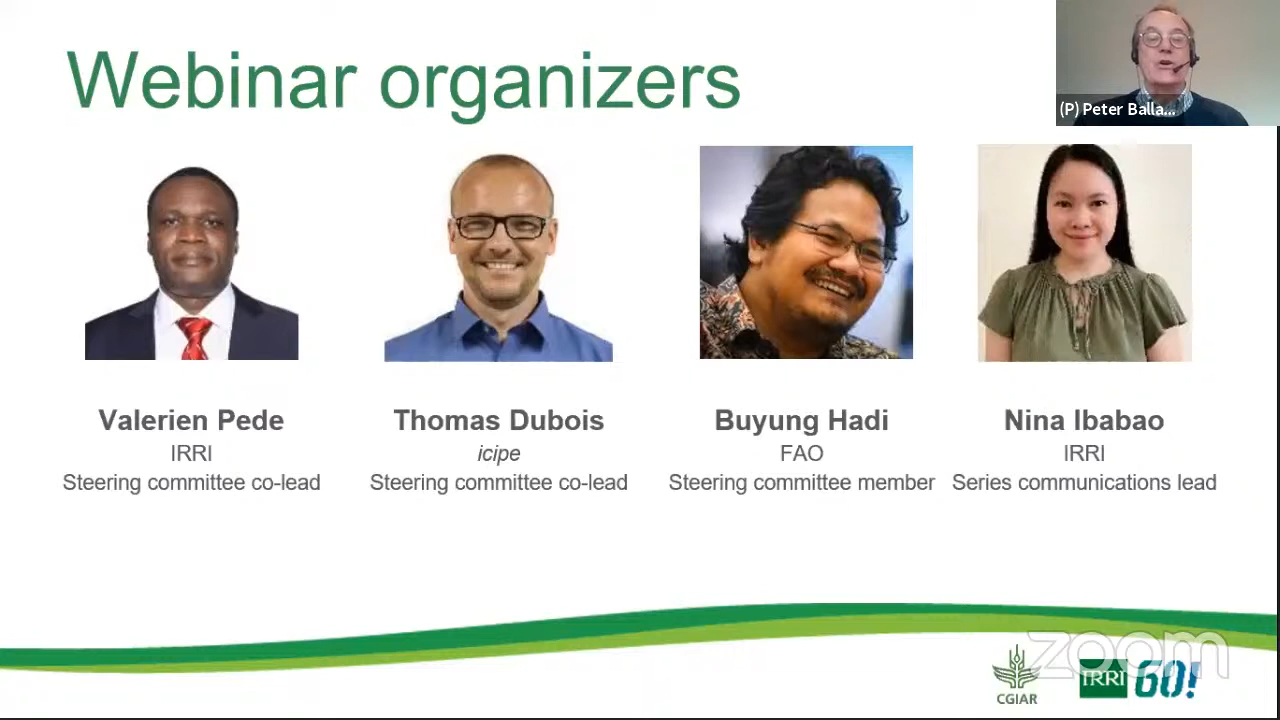 Webinar organizers
(P) Peter Balla...
Valerien Pede
IRRI
Steering committee co-lead
Thomas Dubois
icipe
Steering committee co-lead
Buyung Hadi
FAO
Steering committee member
Nina Ibabao
IRRI
Series communications lead
zoom
CGIAR
IRRI 60!